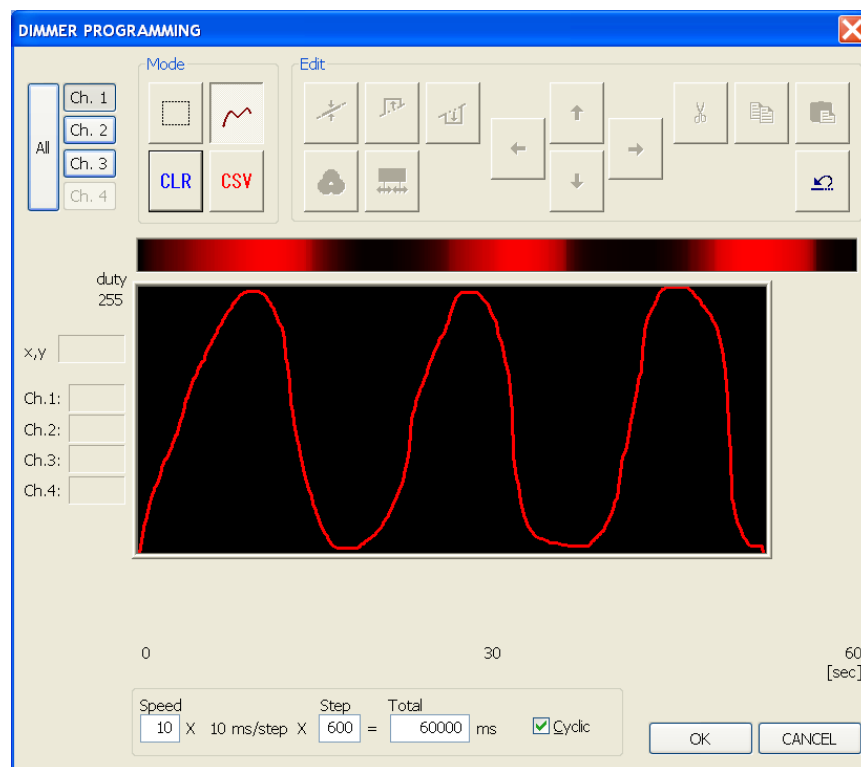 DIMMER PROGRAMMING
Mode
Edit
All
Ch. 1
Ch. 2
Ch. 3
Ch. 4
CLR
CSV
duty
255
x,y
Ch.1:
Ch.2:
Ch.3:
Ch.4:
0 30 60
[sec]
Speed Step Total
10 X 10 ms/step X 600 = 60000 ms Cyclic
OK CANCEL